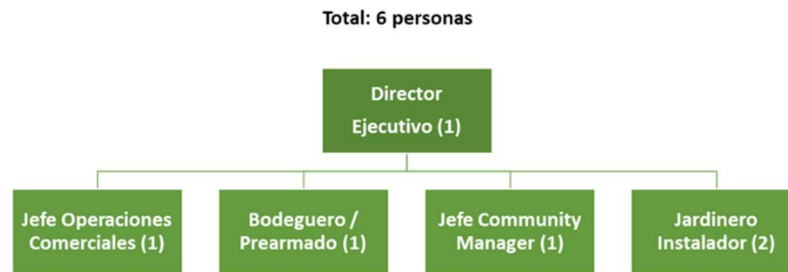 Total: 6 personas
Director
Ejecutivo (1)
Jefe Operaciones
Comerciales (1)
Bodeguero /
Prearmado (1)
Jefe Community
Manager (1)
Jardinero
Instalador (2)